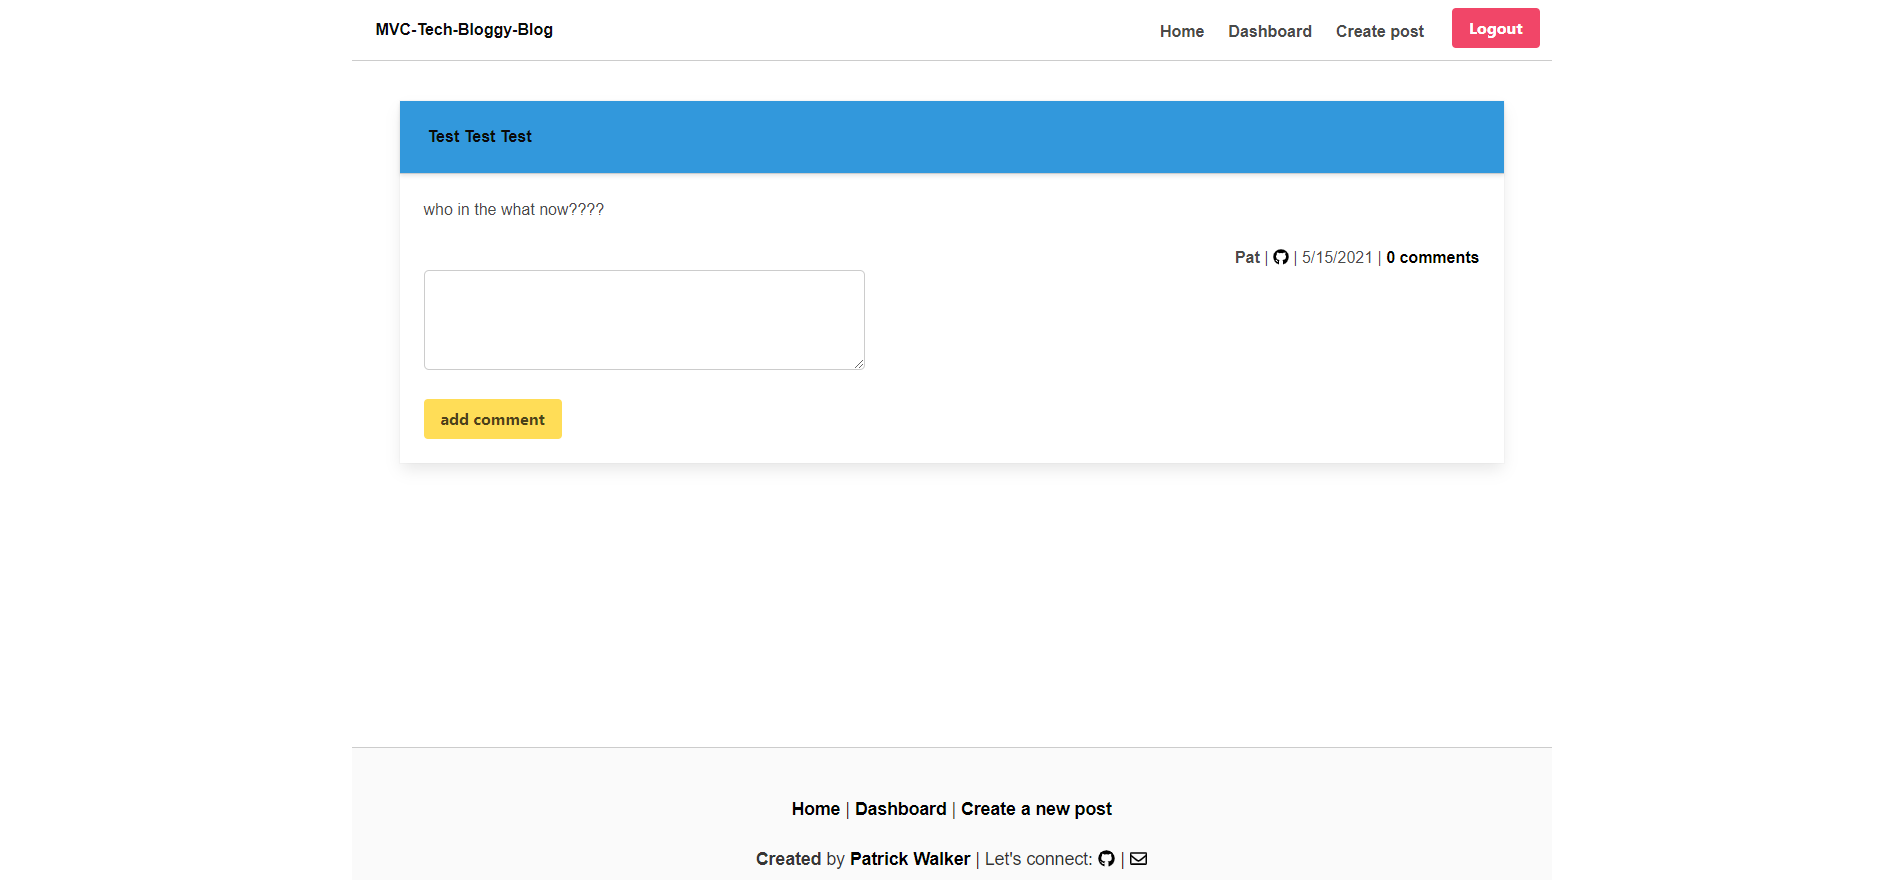 MVC-Tech-Bloggy-Blog
Home Dashboard Create post Logout
Test Test Test
who in the what now????
Pat | | 5/15/2021 | 0 comments
add comment
Home | Dashboard | Create a new post
Created by Patrick Walker | Let's connect: |